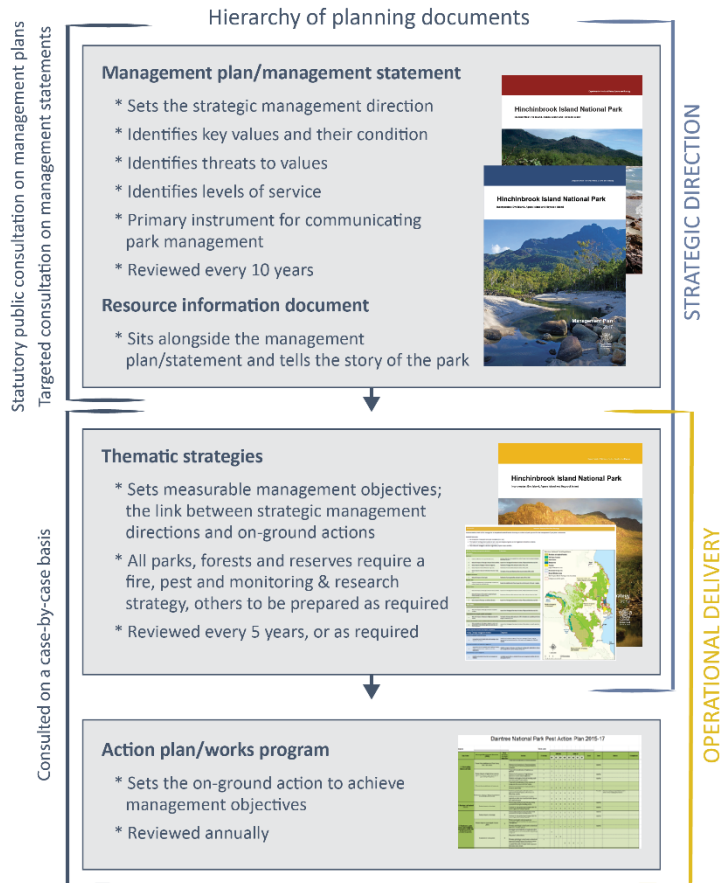 Hierarchy of planning documents
Statutory public consultation on management plans
Targeted consultation on management statements
Management plan/management statement
* Sets the strategic management direction
* Identifies key values and their condition
* Identifies threats to values
* Identifies levels of service
* Primary instrument for communicating
park management
* Reviewed every 10 years
Resource information document
* Sits alongside the management
plan/statement and tells the story of the park
Hinchinbrook Island National Park
Hinchinbrook Island National Park
Management Plan
2017
STRATEGIC DIRECTION
Consulted on a case-by-case basis
Thematic strategies
* Sets measurable management objectives;
the link between strategic management
directions and on-ground actions
* All parks, forests and reserves require a
fire, pest and monitoring & research
strategy, others to be prepared as required
* Reviewed every 5 years, or as required
Hinchinbrook Island National Park
OPERATIONAL DELIVERY
Action plan/works program
* Sets the on-ground action to achieve
management objectives
* Reviewed annually
Daintree National Park Pest Action Plan 2015-17